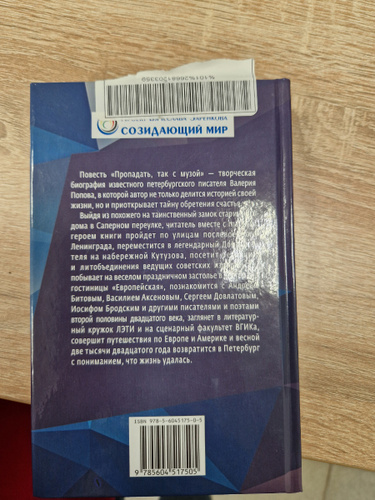 СОЗИДАЮЩИЙ МИР
Повесть «Пропадать, так с музой» — творческая
биография известного петербургского писателя Валерия
Попова, в которой автор не только делится историей своей
жизни, но и приоткрывает тайну обретения счастья
Выйдя из похожего на таинственный замок
дома в Саперном переулке, читатель вместе с
героем книги пройдет по улицам
Ленинграда, переместится в легендарный
на набережной Кутузова,
и литобъединения ведущих советских
побывает на веселом праздничном застолье в
гостиницы «Европейская», познакомится с
Битовым, Василием Аксеновым, Сергеем Довлатовым,
Иосифом Бродским и другими писателями и поэтами
второй половины двадцатого века, заглянет в литератур-
ный кружок ЛЭТИ и на сценарный факультет ВГИКа,
совершит путешествия по Европе и Америке и весной
две тысячи двадцатого года возвратится в Петербург
с пониманием, что жизнь удалась.
ISBN 978-5-6045175-0-5
9 785604 517505